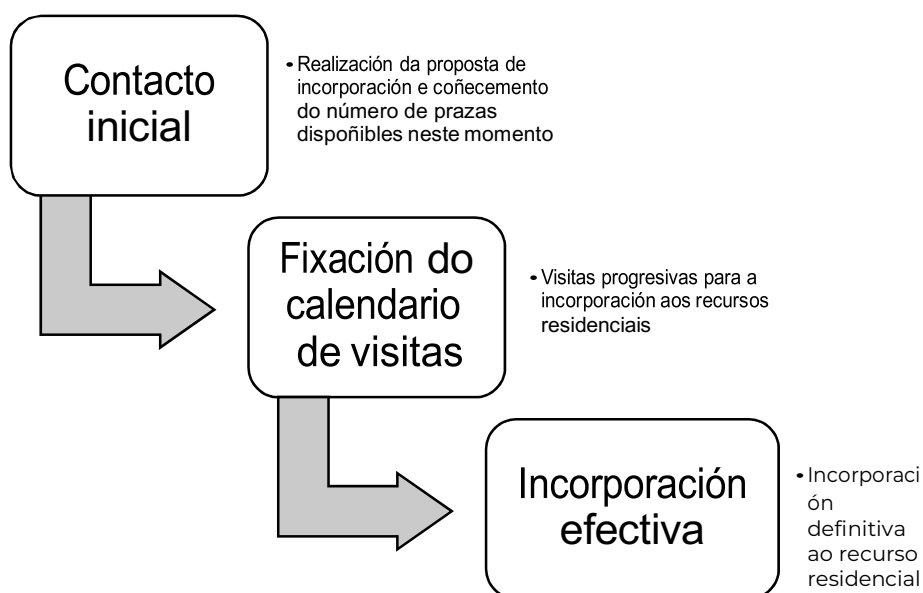 Contacto
inicial
• Realización da proposta de
incorporación e coñecemento
do número de prazas
dispoñibles neste momento
Fixación do
calendario
de visitas
• Visitas progresivas para a
incorporación aos recursos
residenciais
Incorporación
efectiva
• Incorporaci
ón
definitiva
ao recurso
residencial